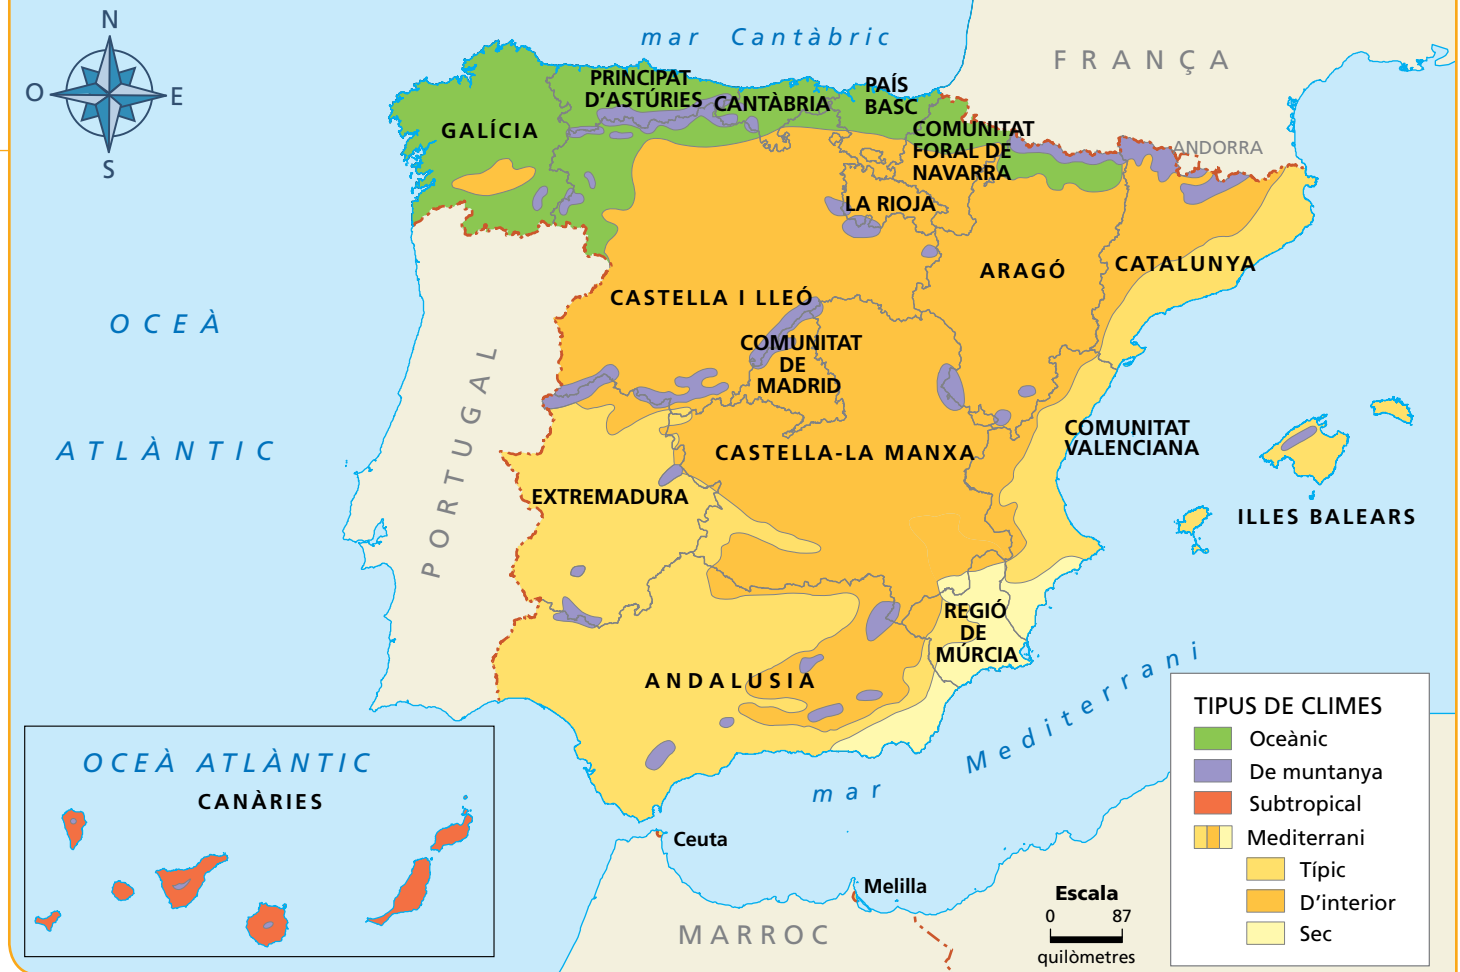 N
O
E
S
mar Cantàbric
FRANÇA
PRINCIPAT
D'ASTÚRIES
CANTÀBRIA
PAÍS
BASC
GALÍCIA
COMUNITAT
FORAL DE
NAVARRA
ANDORRA
LA RIOJA
ARAGÓ
CATALUNYA
CASTELLA I LLEÓ
OCEÀ
ATLÀNTIC
COMUNITAT
DE
MADRID
PORTUGAL
COMUNITAT
VALENCIANA
CASTELLA-LA MANXA
EXTREMADURA
ILLES BALEARS
REGIÓ
DE
MÚRCIA
ANDALUSIA
mar Mediterrani
OCEÀ ATLÀNTIC
CANÀRIES
Ceuta
Melilla
MARROC
Escala
0 87
quilòmetres
TIPUS DE CLIMES
Oceànic
De muntanya
Subtropical
Mediterrani
Típic
D'interior
Sec